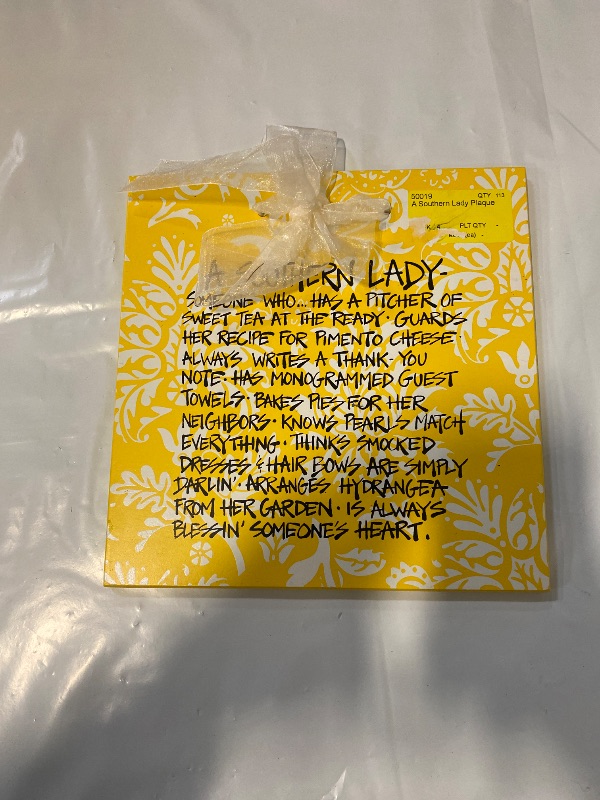 50019 QTY 113
A Southern Lady Plaque
PLT QTY -
A SOUTHERN LADY-
SOMEONE WHO... HAS A PITCHER OF
SWEET TEA AT THE READY · GUARDS
HER RECIPE FOR PIMENTO CHEESE ·
ALWAYS WRITES A THANK-YOU
NOTE · HAS MONOGRAMMED GUEST
TOWELS · BAKES PIES FOR HER
NEIGHBORS · KNOWS PEARLS MATCH
EVERYTHING · THINKS SMOCKED
DRESSES & HAIR BOWS ARE SIMPLY
DARLIN' · ARRANGES HYDRANGEA
FROM HER GARDEN · IS ALWAYS
BLESSIN' SOMEONE'S HEART.